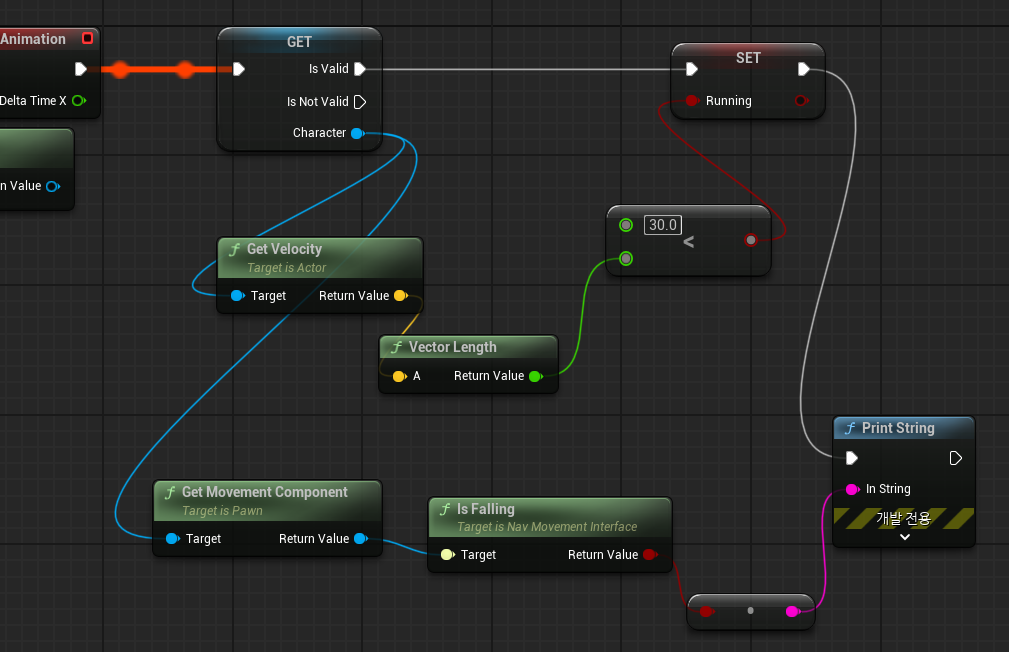 Animation
Delta Time X
n Value
GET
Is Valid
Is Not Valid
Character
SET
Running
Get Velocity
Target is Actor
Target
Return Value
30.0
<
Vector Length
A
Return Value
Print String
In String
개발 전용
Get Movement Component
Target is Pawn
Target
Return Value
Is Falling
Target is Nav Movement Interface
Target
Return Value